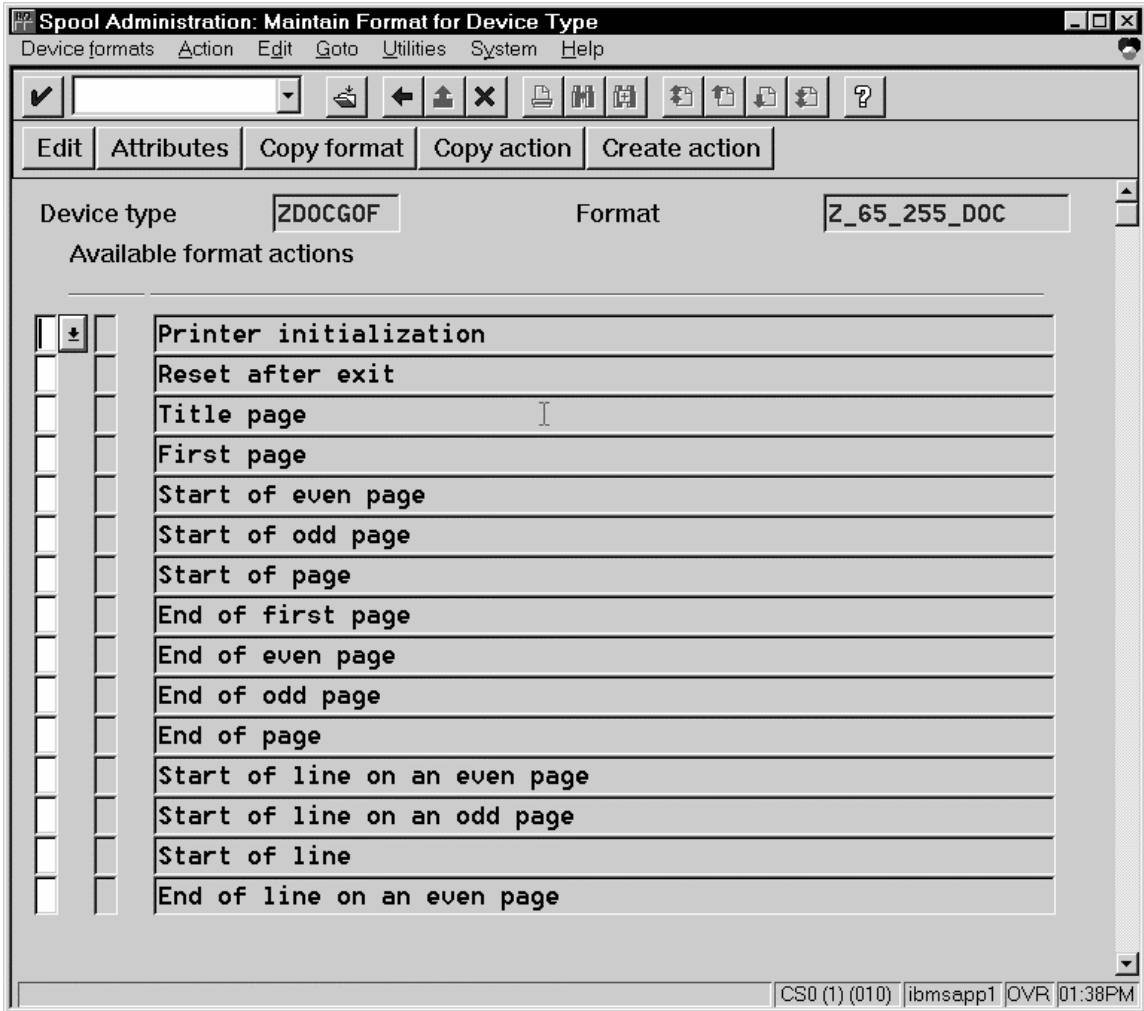 Spool Administration: Maintain Format for Device Type
Device formats Action Edit Goto Utilities System Help
Edit Attributes Copy format Copy action Create action
Device type ZDOCGOF Format Z_65_255_DOC
Available format actions
Printer initialization
Reset after exit
Title page
First page
Start of even page
Start of odd page
Start of page
End of first page
End of even page
End of odd page
End of page
Start of line on an even page
Start of line on an odd page
Start of line
End of line on an even page
CS0 (1) (010) ibmsapp1 OVR 01:38PM